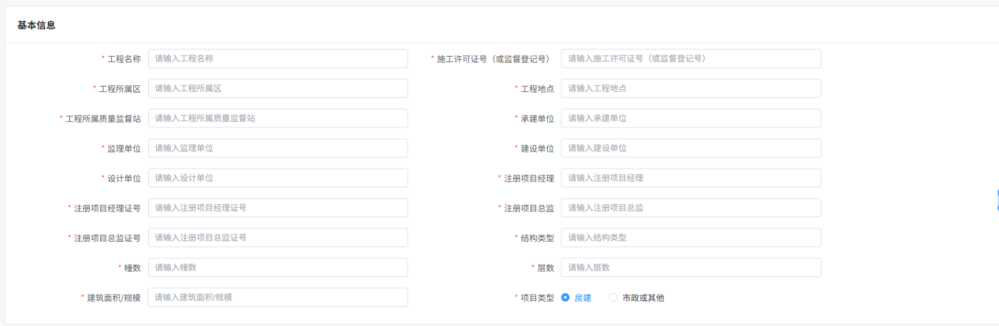 基本信息
* 工程名称 请输入工程名称 * 施工许可证号（或监督登记号） 请输入施工许可证号（或监督登记号）
* 工程所属区 请输入工程所属区 * 工程地点 请输入工程地点
* 工程所属质量监督站 请输入工程所属质量监督站 * 承建单位 请输入承建单位
* 监理单位 请输入监理单位 * 建设单位 请输入建设单位
* 设计单位 请输入设计单位 * 注册项目经理 请输入注册项目经理
* 注册项目经理证号 请输入注册项目经理证号 * 注册项目总监 请输入注册项目总监
* 注册项目总监证号 请输入注册项目总监证号 * 结构类型 请输入结构类型
* 幢数 请输入幢数 * 层数 请输入层数
* 建筑面积/规模 请输入建筑面积/规模 * 项目类型 房建 市政或其他